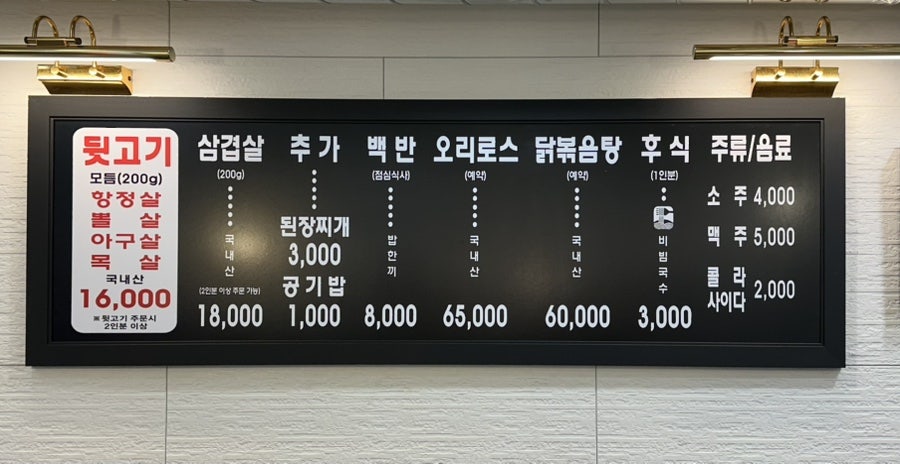 뒷고기
모듬(200g)
항정살
뽈살
아구살
목살
국내산
16,000
※뒷고기 주문시
2인분 이상
삼겹살
(200g)
국내산
(2인분 이상 주문 가능)
18,000
추가
된장찌개
3,000
공기밥
1,000
백반
(점심식사)
밥한끼
8,000
오리로스
(예약)
국내산
65,000
닭볶음탕
(예약)
국내산
60,000
후식
(1인분)
비빔국수
3,000
주류/음료
소주 4,000
맥주 5,000
콜라
사이다 2,000